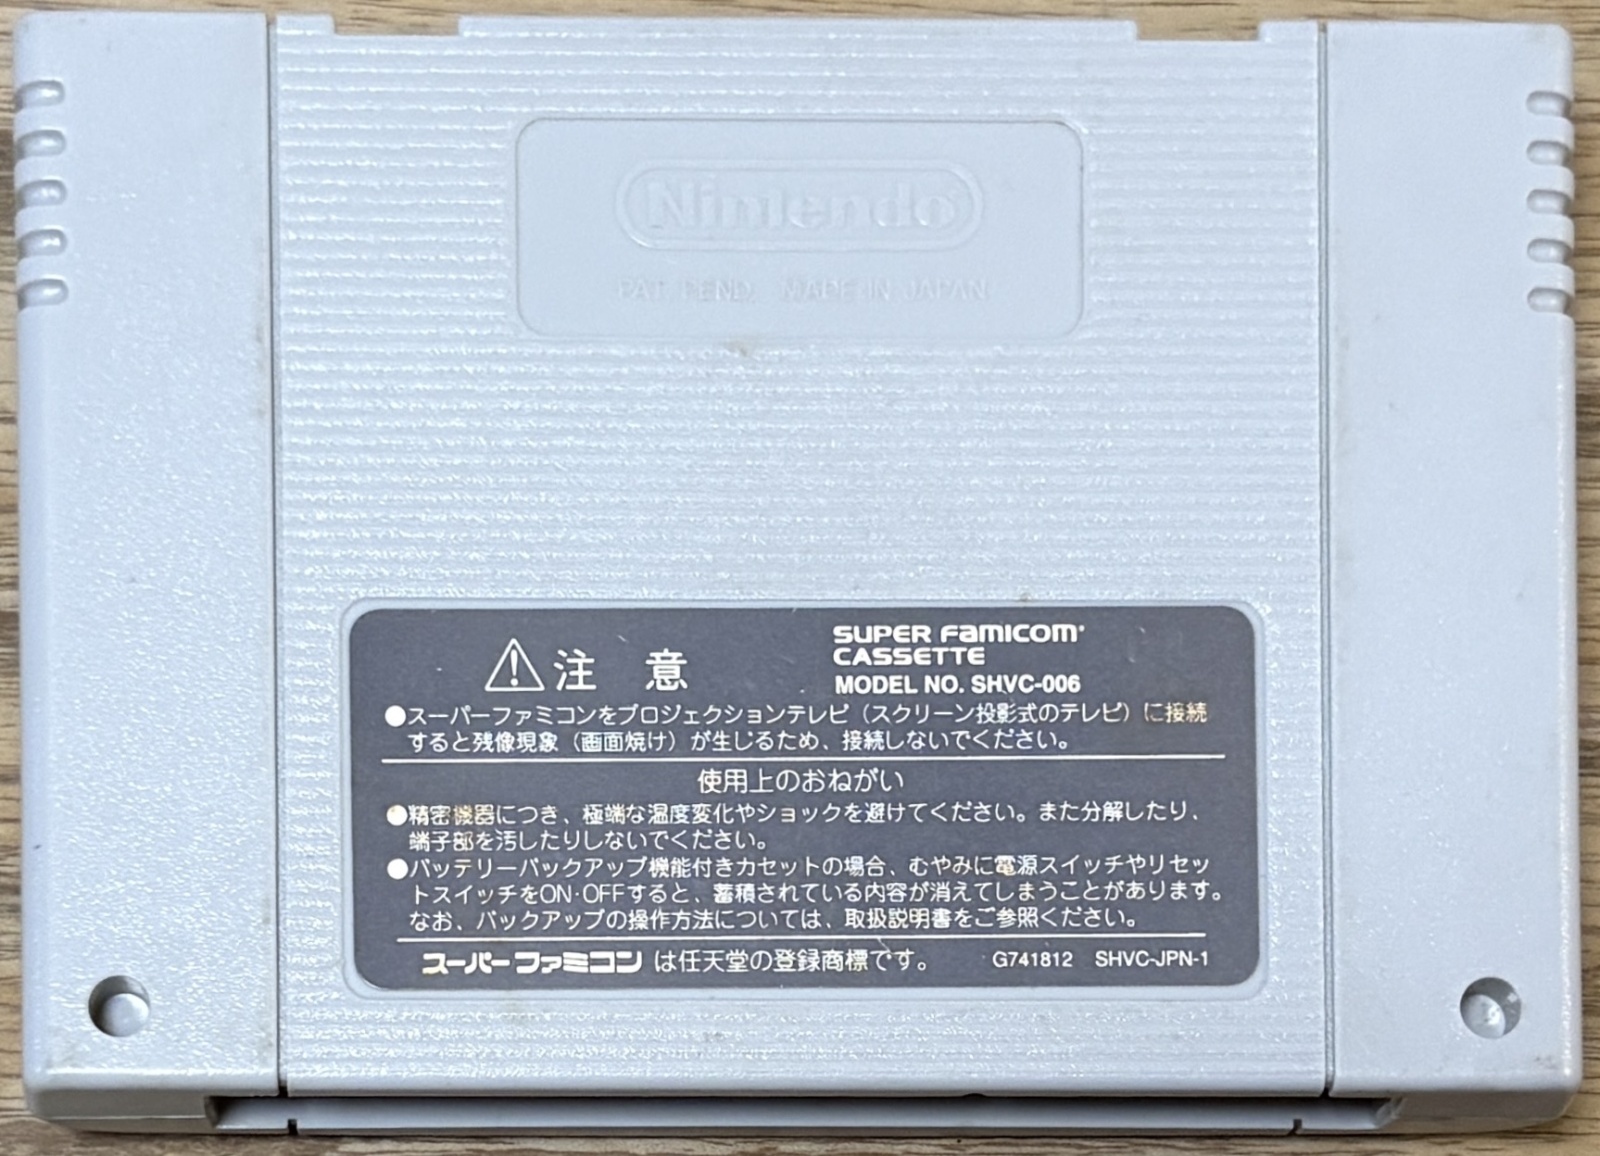 Nintendo
PAT. PEND. MADE IN JAPAN
注 意
SUPER FAMICOM
CASSETTE
MODEL NO. SHVC-006
●スーパーファミコンをプロジェクションテレビ（スクリーン投影式のテレビ）に接続
すると残像現象（画面焼け）が生じるため、接続しないでください。
使用上のおねがい
●精密機器につき、極端な温度変化やショックを避けてください。また分解したり、
端子部を汚したりしないでください。
●バッテリーバックアップ機能付きカセットの場合、むやみに電源スイッチやリセッ
トスイッチをON·OFFすると、蓄積されている内容が消えてしまうことがあります。
なお、バックアップの操作方法については、取扱説明書をご参照ください。
スーパーファミコン は任天堂の登録商標です。 G741812 SHVC-JPN-1